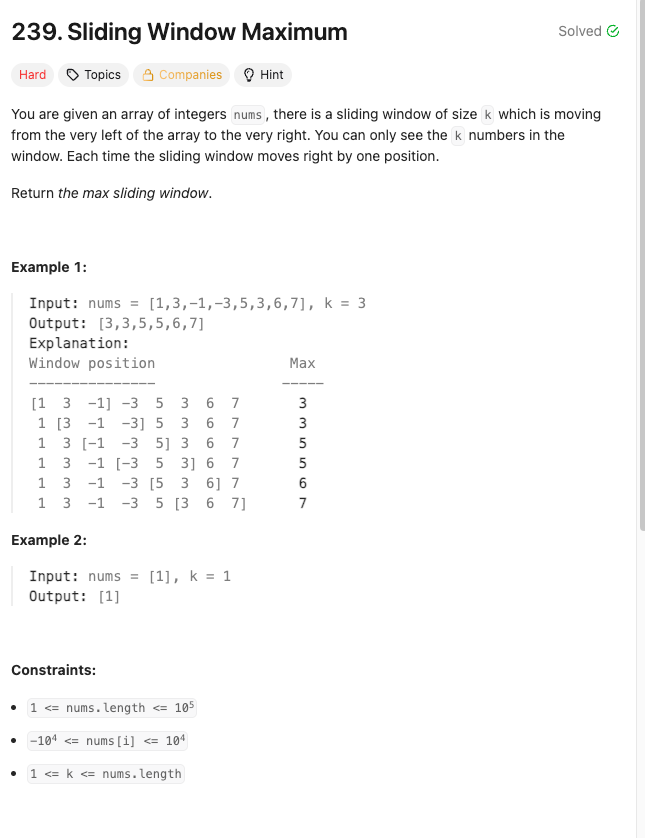 239. Sliding Window Maximum
Solved
Hard Topics Companies Hint
You are given an array of integers nums, there is a sliding window of size k which is moving
from the very left of the array to the very right. You can only see the k numbers in the
window. Each time the sliding window moves right by one position.
Return the max sliding window.
Example 1:
Input: nums = [1,3,-1,-3,5,3,6,7], k = 3
Output: [3,3,5,5,6,7]
Explanation:
Window position                Max
---------------               -----
[1  3  -1] -3  5  3  6  7       3
 1 [3  -1  -3] 5  3  6  7       3
 1  3 [-1  -3  5] 3  6  7       5
 1  3  -1 [-3  5  3] 6  7       5
 1  3  -1  -3 [5  3  6] 7       6
 1  3  -1  -3  5 [3  6  7]      7
Example 2:
Input: nums = [1], k = 1
Output: [1]
Constraints:
• 1 <= nums.length <= 10⁵
• -10⁴ <= nums[i] <= 10⁴
• 1 <= k <= nums.length